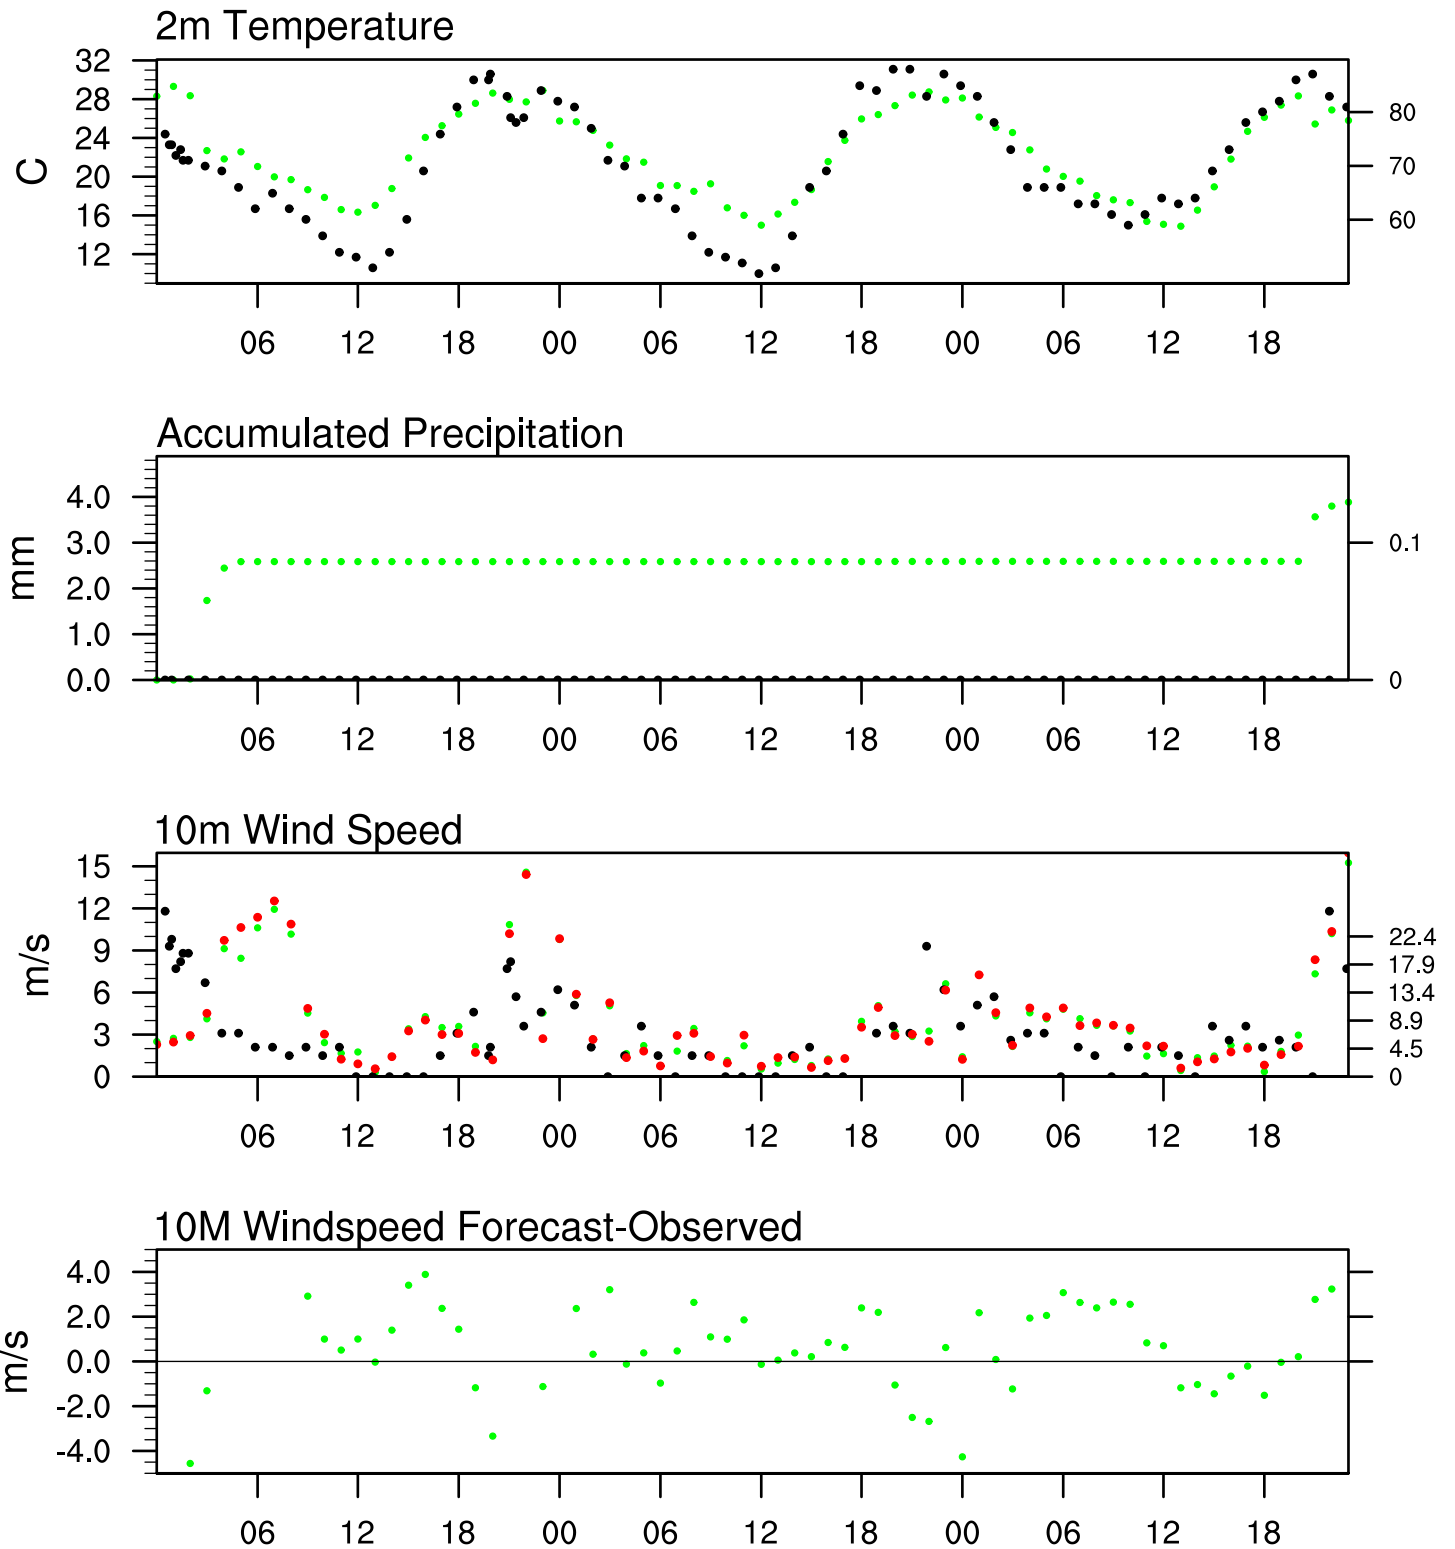 2m Temperature
32
28
24
20
16
12
C
80
70
60
06 12 18 00 06 12 18 00 06 12 18
Accumulated Precipitation
4.0
3.0
2.0
1.0
0.0
mm
0.1
0
06 12 18 00 06 12 18 00 06 12 18
10m Wind Speed
15
12
9
6
3
0
m/s
22.4
17.9
13.4
8.9
4.5
0
06 12 18 00 06 12 18 00 06 12 18
10M Windspeed Forecast-Observed
4.0
2.0
0.0
-2.0
-4.0
m/s
06 12 18 00 06 12 18 00 06 12 18